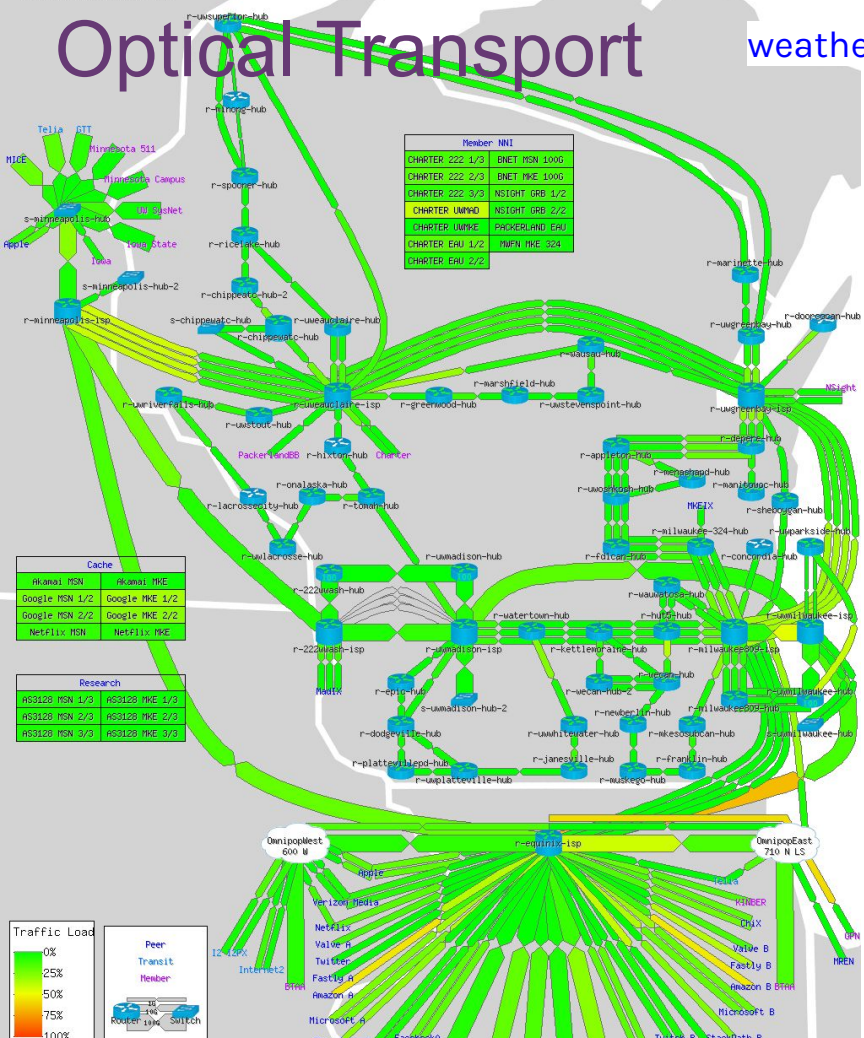 Optical Transport
weathe
r-uwsuperior-hub
r-minong-hub
Telia GTT
Minnesota 511
MICE
Minnesota Campus
r-spooner-hub
UW SysNet
s-minneapolis-hub
Iowa State
Apple
Iowa
r-ricelake-hub
Member NNI
CHARTER 222 1/3 BNET MSN 100G
CHARTER 222 2/3 BNET MKE 100G
CHARTER 222 3/3 NSIGHT GRB 1/2
CHARTER UWMAD NSIGHT GRB 2/2
CHARTER UWMKE PACKERLAND EAU
CHARTER EAU 1/2 MWFN MKE 324
CHARTER EAU 2/2
r-marinette-hub
s-minneapolis-hub-2
r-chippeatc-hub-2
r-minneapolis-isp
s-chippewatc-hub
r-uweauclaire-hub
r-uwgreenbay-hub
r-chippewatc-hub
r-wausau-hub
r-marshfield-hub
NSight
r-uwriverfalls-hub
r-uweauclaire-isp
r-greenwood-hub
r-uwstevenspoint-hub
r-uwgreenbay-isp
r-uwstout-hub
r-depere-hub
PackerlandBB
r-hixton-hub
Charter
r-appleton-hub
r-menashapd-hub
r-onalaska-hub
r-uwoshkosh-hub
r-manitowoc-hub
r-lacrossecity-hub
r-tomah-hub
MKEIX
r-sheboygan-hub
r-milwaukee-324-hub
r-uwparkside-hub
r-uwlacrosse-hub
r-uwmadison-hub
r-fdlcan-hub
r-concordia-hub
Cache
Akamai MSN Akamai MKE
Google MSN 1/2 Google MKE 1/2
Google MSN 2/2 Google MKE 2/2
Netflix MSN Netflix MKE
r-222wwash-hub
r-wauwatosa-hub
r-watertown-hub
r-hut6-hub
r-uwmilwaukee-isp
r-222wwash-isp
r-uwmadison-isp
r-kettlemoraine-hub
r-milwaukee809-isp
Research
AS3128 MSN 1/3 AS3128 MKE 1/3
AS3128 MSN 2/3 AS3128 MKE 2/3
AS3128 MSN 3/3 AS3128 MKE 3/3
MadIX
r-epic-hub
r-wecan-hub
r-wecan-hub-2
r-uwmilwaukee-hub
s-uwmadison-hub-2
r-milwaukee809-hub
r-newberlin-hub
r-dodgeville-hub
r-uwwhitewater-hub
r-mkesosubcan-hub
s-uwmilwaukee-hub
r-plattevillepd-hub
r-janesville-hub
r-franklin-hub
r-uwplatteville-hub
r-muskego-hub
OmnipopWest
600 W
r-equinix-isp
OmnipopEast
710 N LS
Apple
Telia
Verizon Media
KINBER
Netflix
ChiX
Valve A
Valve B
OPN
I2 I2PX
Twitter
Internet2
Fastly A
Fastly B
MREN
BTAA
Amazon A
Amazon B
BTAA
Microsoft A
Microsoft B
Traffic Load
0%
25%
50%
75%
100%
Peer
Transit
Member
1G
10G
100G
Router
Switch